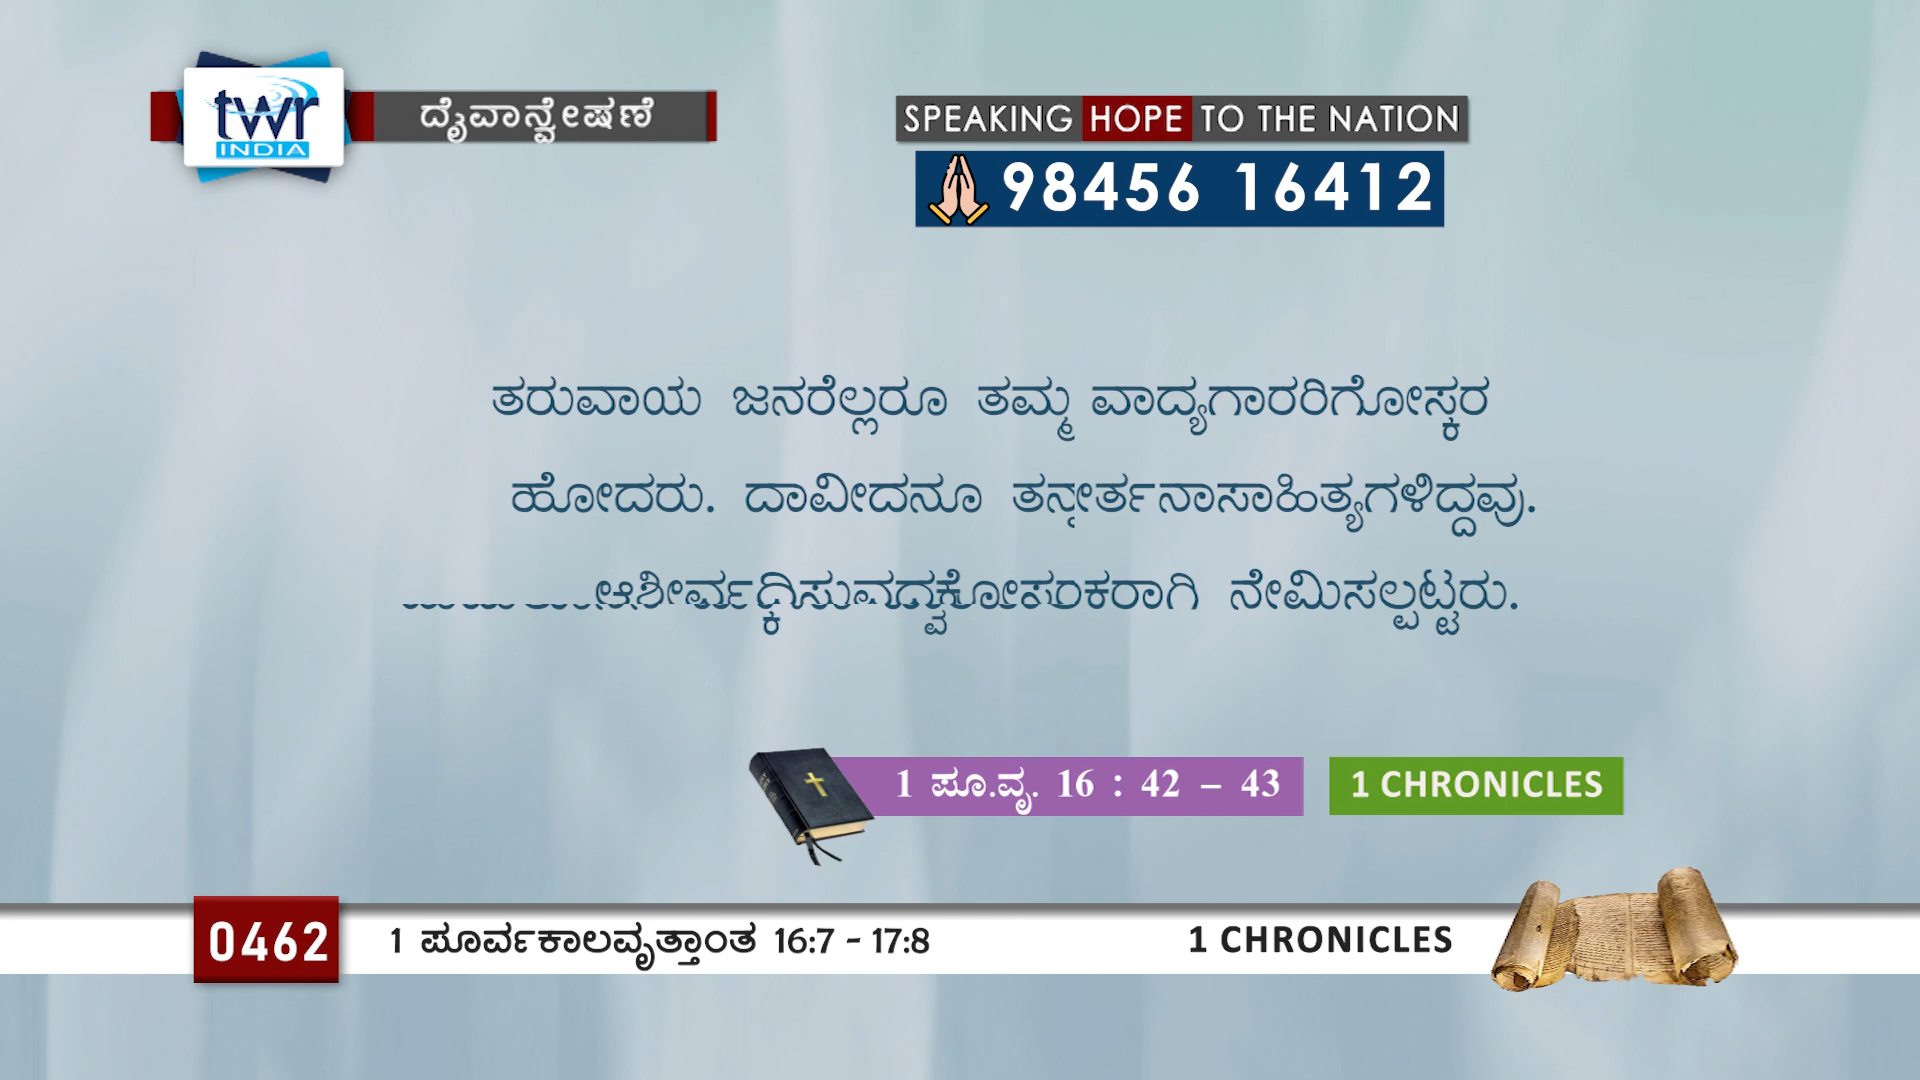 twr
INDIA
ದೈವಾನ್ವೇಷಣೆ
SPEAKING HOPE TO THE NATION
98456 16412
ತರುವಾಯ ಜನರೆಲ್ಲರೂ ತಮ್ಮ ವಾದ್ಯಗಾರರಿಗೋಸ್ಕರ
ಹೋದರು. ದಾವೀದನೂ
ನೇಮಿಸಲ್ಪಟ್ಟರು.
1 ಪೂ.ವೃ. 16 : 42 – 43
1 CHRONICLES
0462
1 ಪೂರ್ವಕಾಲವೃತ್ತಾಂತ 16:7 - 17:8
1 CHRONICLES